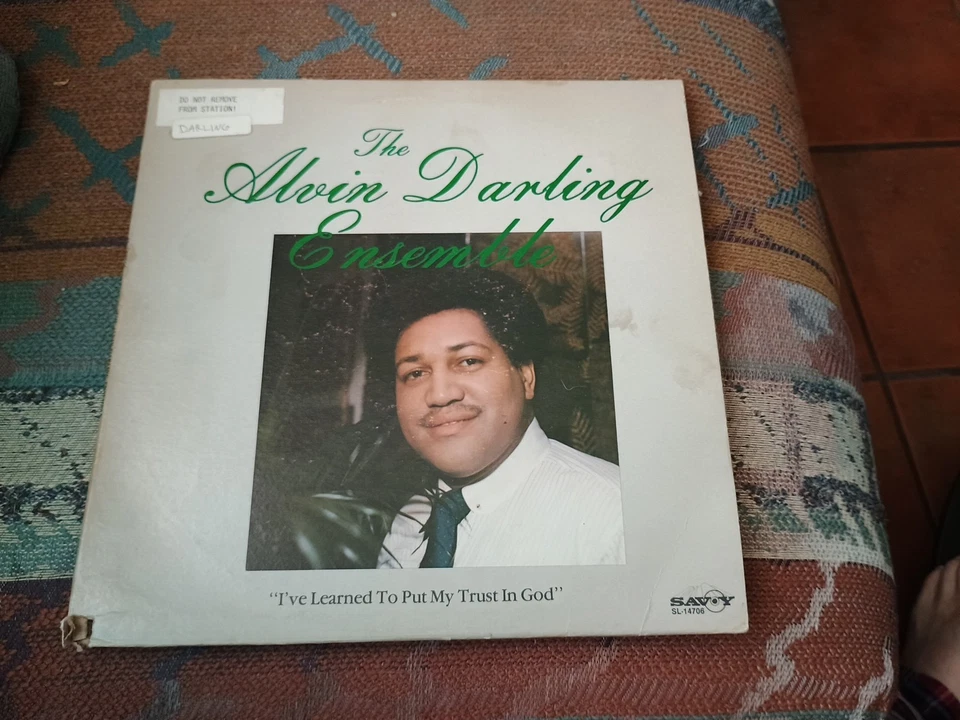 DO NOT REMOVE
FROM STATION!
DARLING
The
Alvin Darling
Ensemble
"I've Learned To Put My Trust In God"
SAVOY
SL-14706